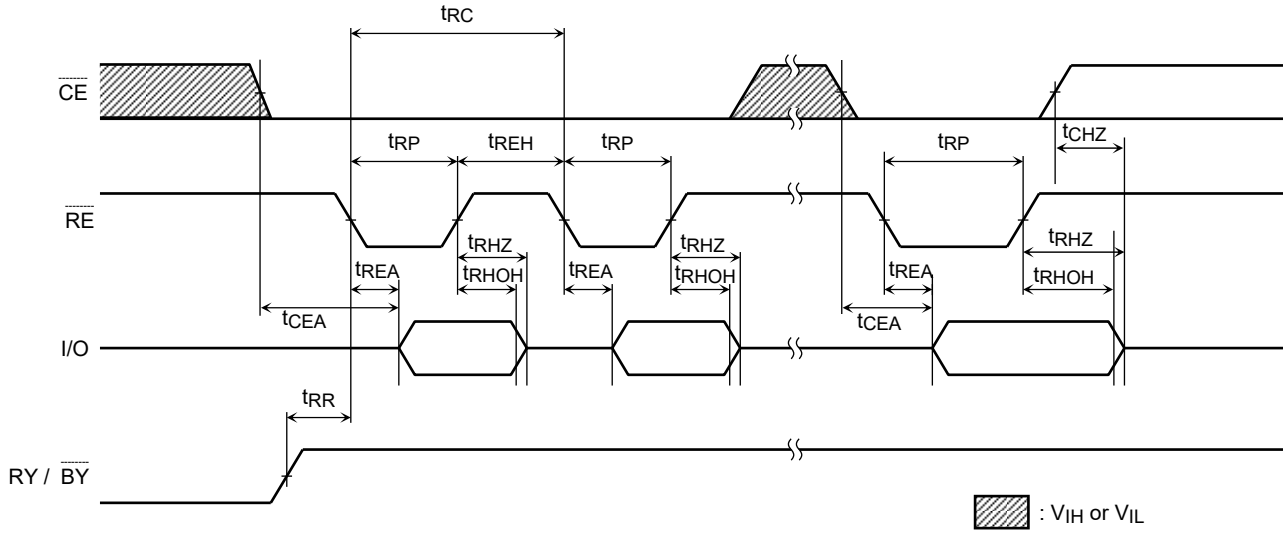 tRC
CE
tCHZ
tRP tREH tRP tRP
RE
tRHZ tRHZ tRHZ
tREA tRHOH tREA tRHOH tREA tRHOH
tCEA tCEA
I/O
tRR
RY / BY
: VIH or VIL